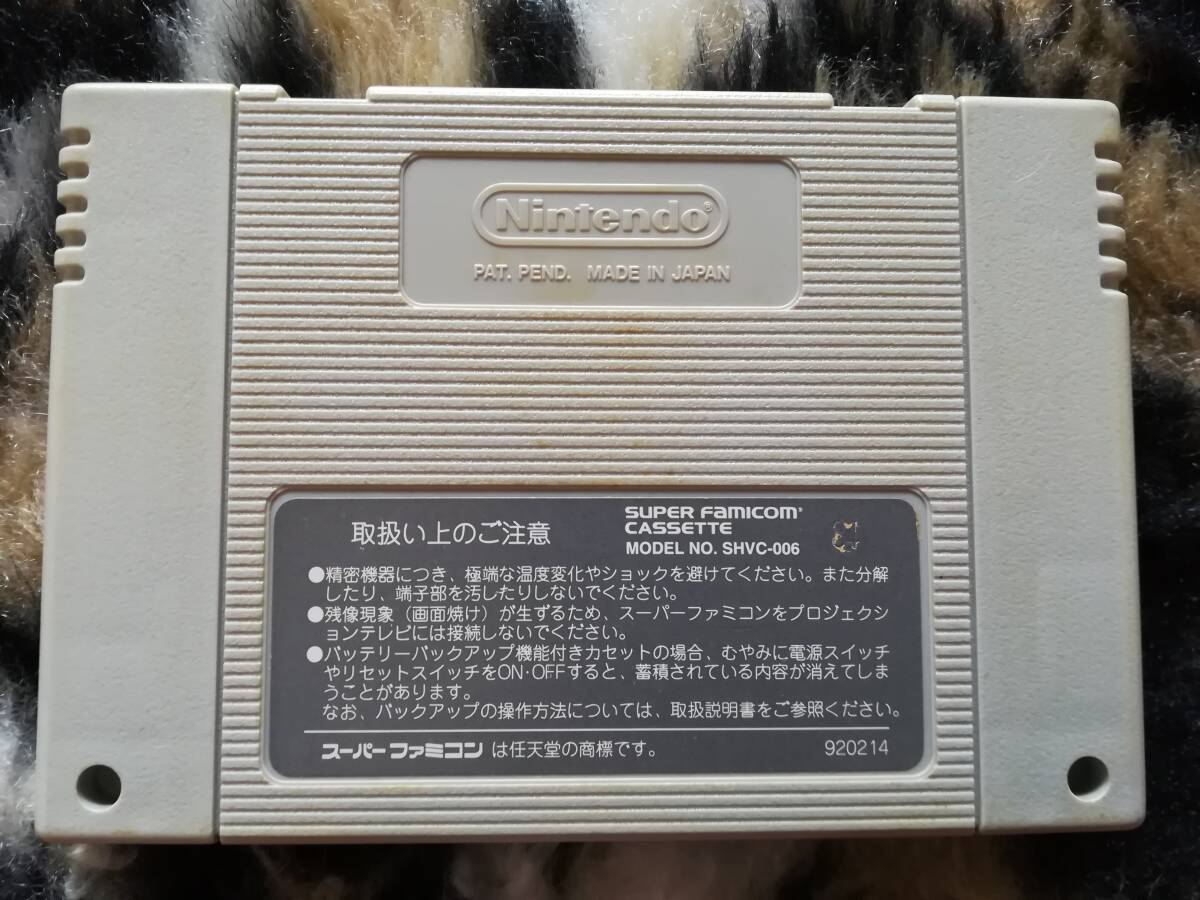 Nintendo®
PAT. PEND. MADE IN JAPAN
取扱い上のご注意
SUPER FAMICOM®
CASSETTE
MODEL NO. SHVC-006
●精密機器につき、極端な温度変化やショックを避けてください。また分解
したり、端子部を汚したりしないでください。
●残像現象（画面焼け）が生ずるため、スーパーファミコンをプロジェクシ
ョンテレビには接続しないでください。
●バッテリーバックアップ機能付きカセットの場合、むやみに電源スイッチ
やリセットスイッチをON·OFFすると、蓄積されている内容が消えてしま
うことがあります。
なお、バックアップの操作方法については、取扱説明書をご参照ください。
スーパーファミコン は任天堂の商標です。
920214